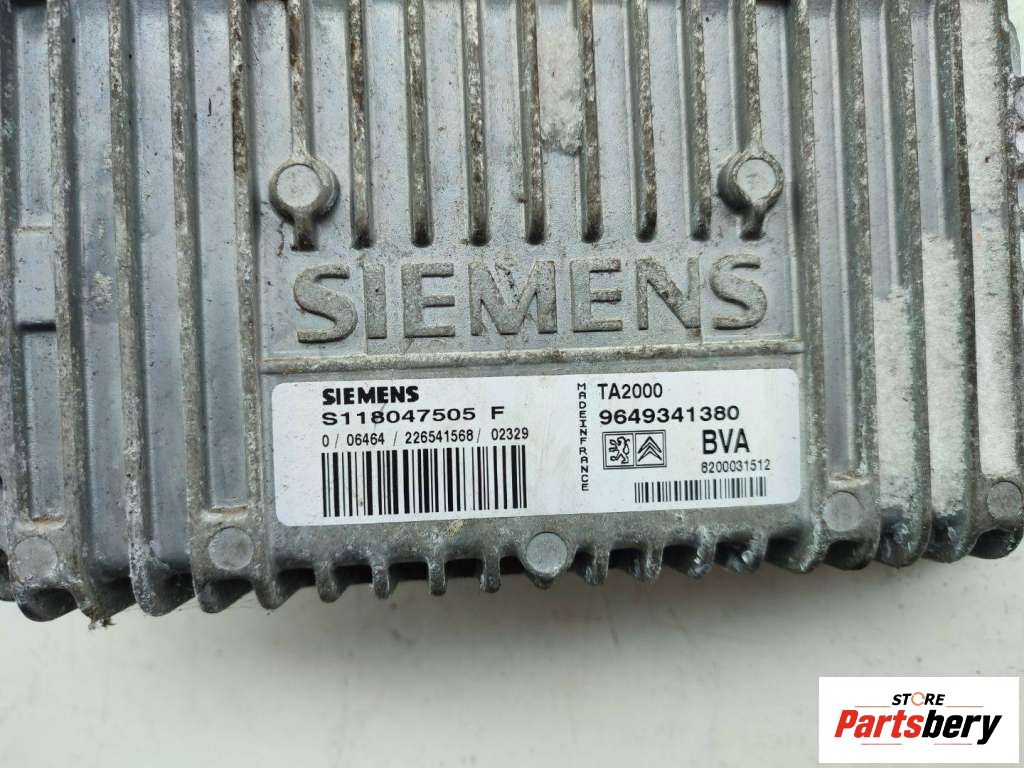 SIEMENS
SIEMENS
S118047505 F
0 / 06464 / 226541568 / 02329
MADEINFRANCE
TA2000
9649341380
BVA
8200031512
STORE
Partsbery